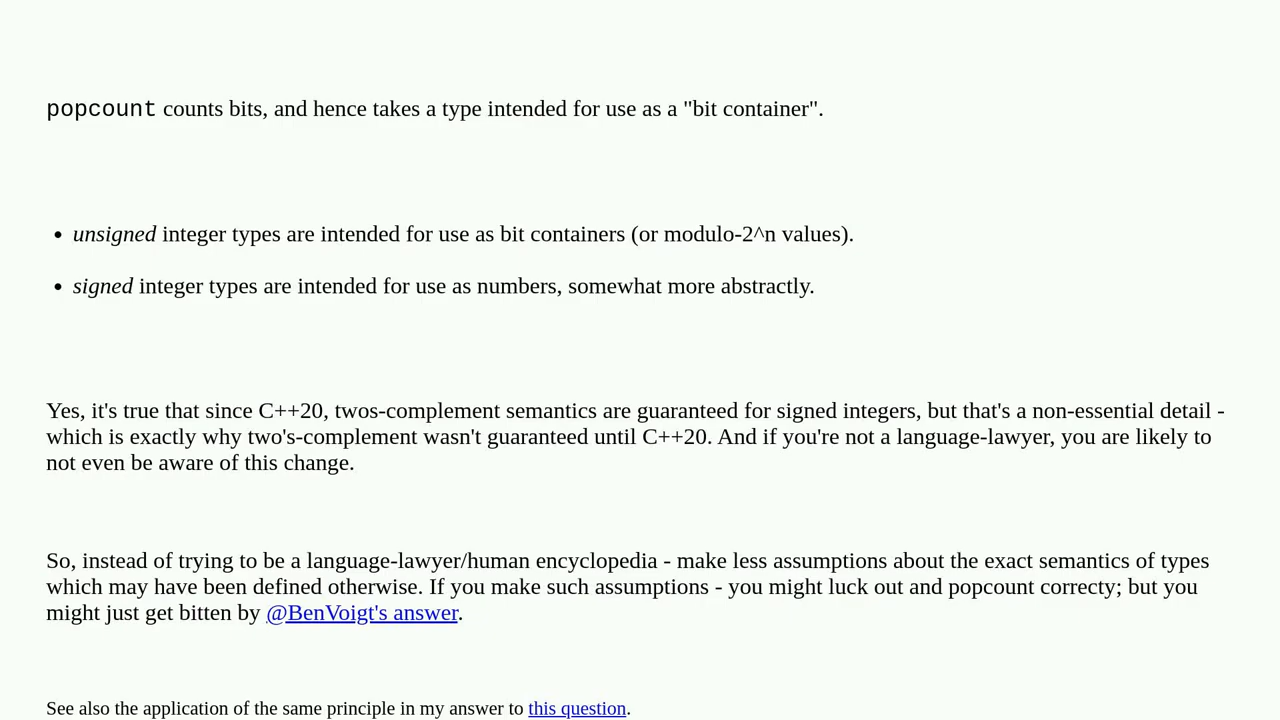 popcount counts bits, and hence takes a type intended for use as a "bit container".
• unsigned integer types are intended for use as bit containers (or modulo-2^n values).
• signed integer types are intended for use as numbers, somewhat more abstractly.
Yes, it's true that since C++20, twos-complement semantics are guaranteed for signed integers, but that's a non-essential detail -
which is exactly why two's-complement wasn't guaranteed until C++20. And if you're not a language-lawyer, you are likely to
not even be aware of this change.
So, instead of trying to be a language-lawyer/human encyclopedia - make less assumptions about the exact semantics of types
which may have been defined otherwise. If you make such assumptions - you might luck out and popcount correcty; but you
might just get bitten by @BenVoigt's answer.
See also the application of the same principle in my answer to this question.